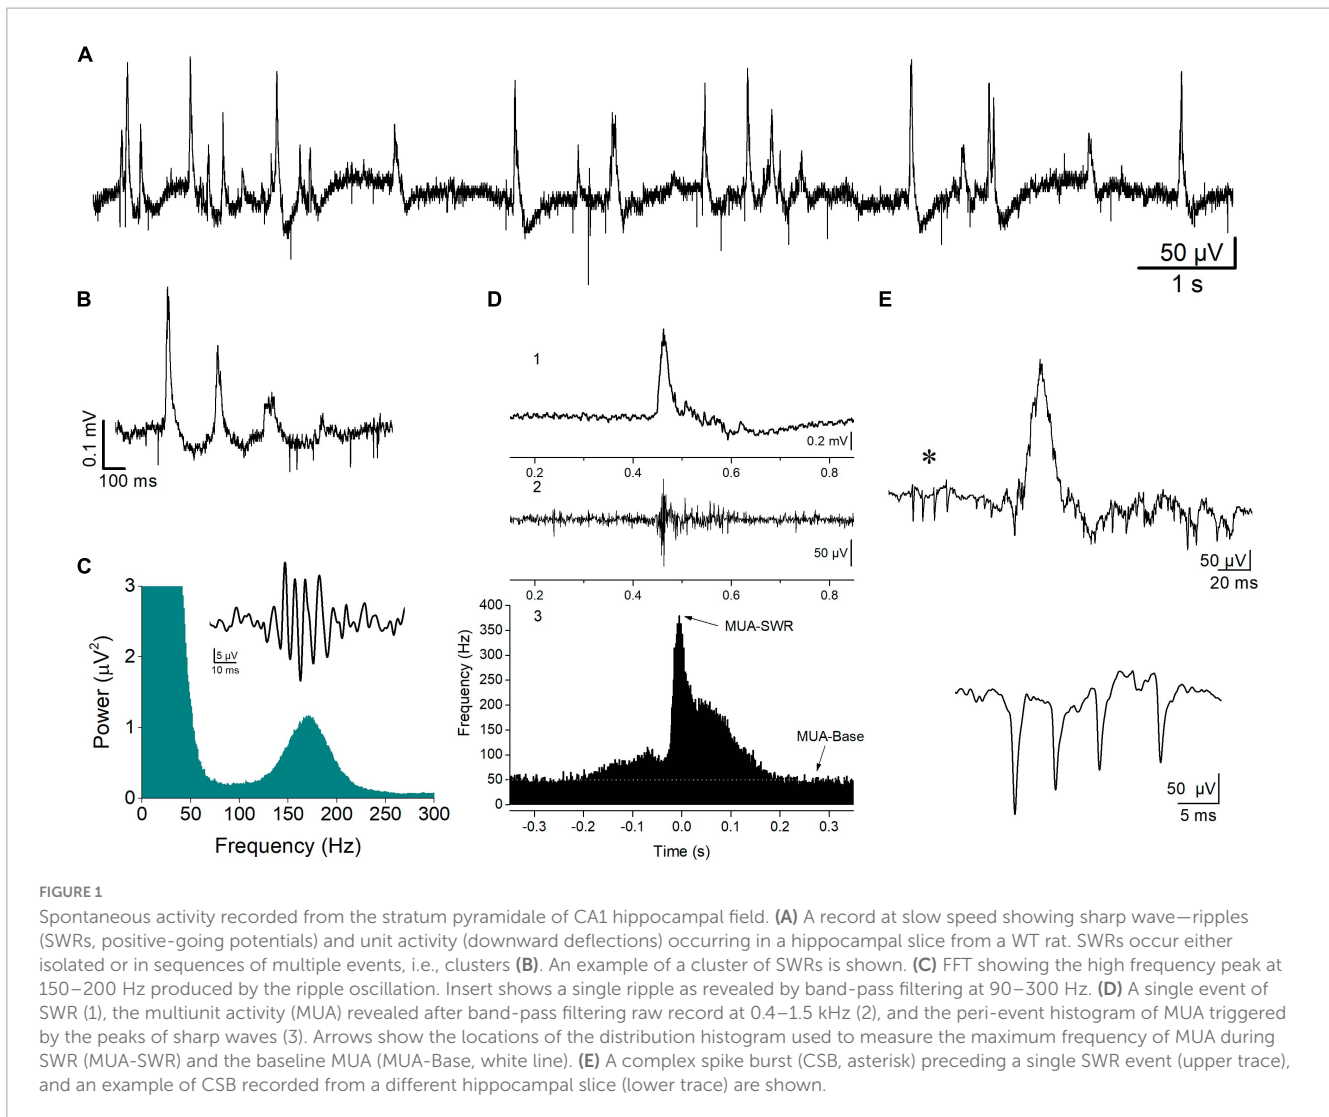 A
50 µV
1 s
B
0.1 mV
100 ms
D
1
0.2 mV
0.2 0.4 0.6 0.8
2
50 µV
0.2 0.4 0.6 0.8
E
*
50 µV
20 ms
C
3
2
1
0
Power (µV²)
5 µV
10 ms
0 50 100 150 200 250 300
Frequency (Hz)
3
400
350
300
250
200
150
100
50
0
Frequency (Hz)
MUA-SWR
MUA-Base
-0.3 -0.2 -0.1 0.0 0.1 0.2 0.3
Time (s)
50 µV
5 ms
FIGURE 1
Spontaneous activity recorded from the stratum pyramidale of CA1 hippocampal field. (A) A record at slow speed showing sharp wave—ripples
(SWRs, positive-going potentials) and unit activity (downward deflections) occurring in a hippocampal slice from a WT rat. SWRs occur either
isolated or in sequences of multiple events, i.e., clusters (B). An example of a cluster of SWRs is shown. (C) FFT showing the high frequency peak at
150–200 Hz produced by the ripple oscillation. Insert shows a single ripple as revealed by band-pass filtering at 90–300 Hz. (D) A single event of
SWR (1), the multiunit activity (MUA) revealed after band-pass filtering raw record at 0.4–1.5 kHz (2), and the peri-event histogram of MUA triggered
by the peaks of sharp waves (3). Arrows show the locations of the distribution histogram used to measure the maximum frequency of MUA during
SWR (MUA-SWR) and the baseline MUA (MUA-Base, white line). (E) A complex spike burst (CSB, asterisk) preceding a single SWR event (upper trace),
and an example of CSB recorded from a different hippocampal slice (lower trace) are shown.